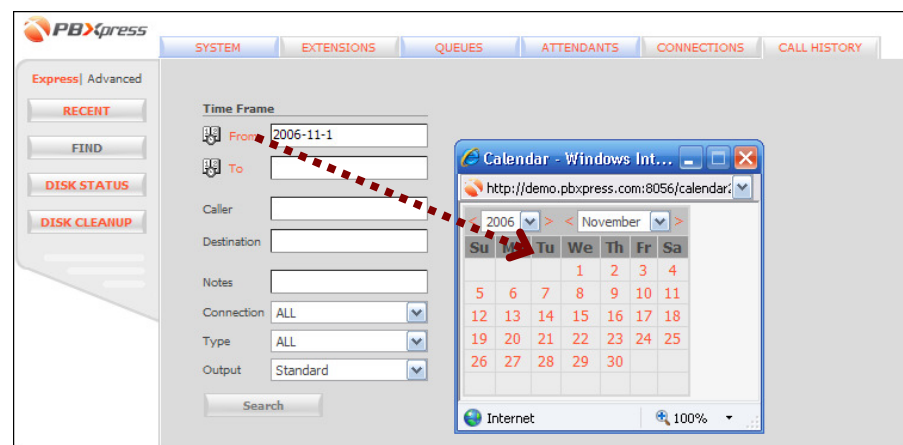 PBXpress
SYSTEM EXTENSIONS QUEUES ATTENDANTS CONNECTIONS CALL HISTORY
Express| Advanced
RECENT
FIND
DISK STATUS
DISK CLEANUP
Time Frame
From 2006-11-1
To
Caller
Destination
Notes
Connection ALL
Type ALL
Output Standard
Search
Calendar - Windows Int...
http://demo.pbxpress.com:8056/calendar2
< 2006 > < November >
Su Mo Tu We Th Fr Sa
1 2 3 4
5 6 7 8 9 10 11
12 13 14 15 16 17 18
19 20 21 22 23 24 25
26 27 28 29 30
Internet 100%